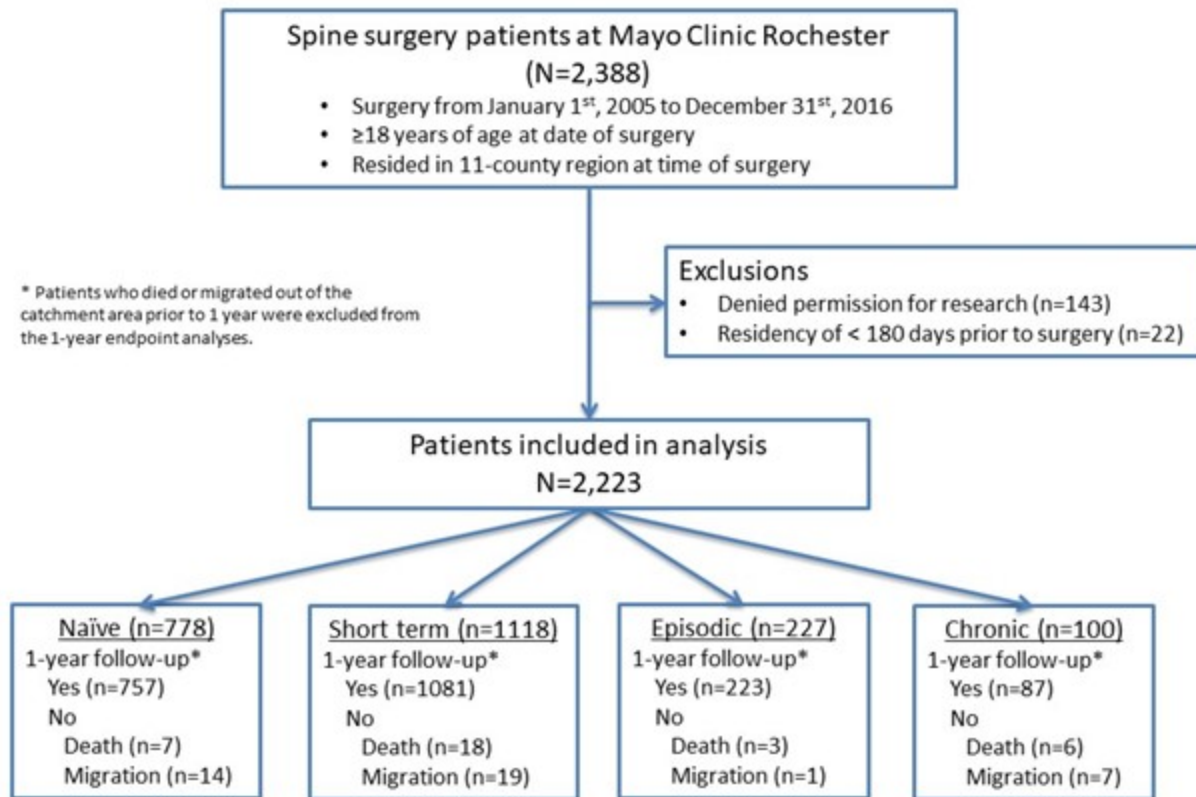 Spine surgery patients at Mayo Clinic Rochester
(N=2,388)
• Surgery from January 1st, 2005 to December 31st, 2016
• ≥18 years of age at date of surgery
• Resided in 11-county region at time of surgery
* Patients who died or migrated out of the
catchment area prior to 1 year were excluded from
the 1-year endpoint analyses.
Exclusions
• Denied permission for research (n=143)
• Residency of < 180 days prior to surgery (n=22)
Patients included in analysis
N=2,223
Naïve (n=778)
1-year follow-up*
Yes (n=757)
No
Death (n=7)
Migration (n=14)
Short term (n=1118)
1-year follow-up*
Yes (n=1081)
No
Death (n=18)
Migration (n=19)
Episodic (n=227)
1-year follow-up*
Yes (n=223)
No
Death (n=3)
Migration (n=1)
Chronic (n=100)
1-year follow-up*
Yes (n=87)
No
Death (n=6)
Migration (n=7)